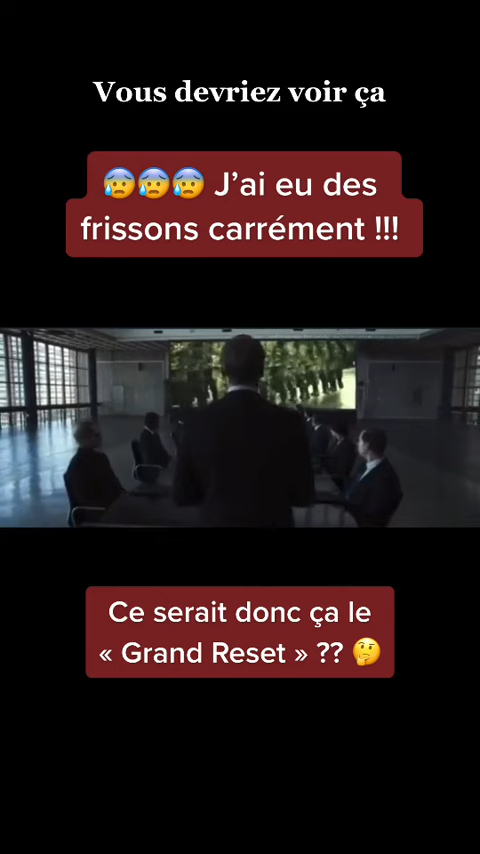 Vous devriez voir ça
😰😰😰 J’ai eu des
frissons carrément !!!
Ce serait donc ça le
« Grand Reset » ?? 🤔